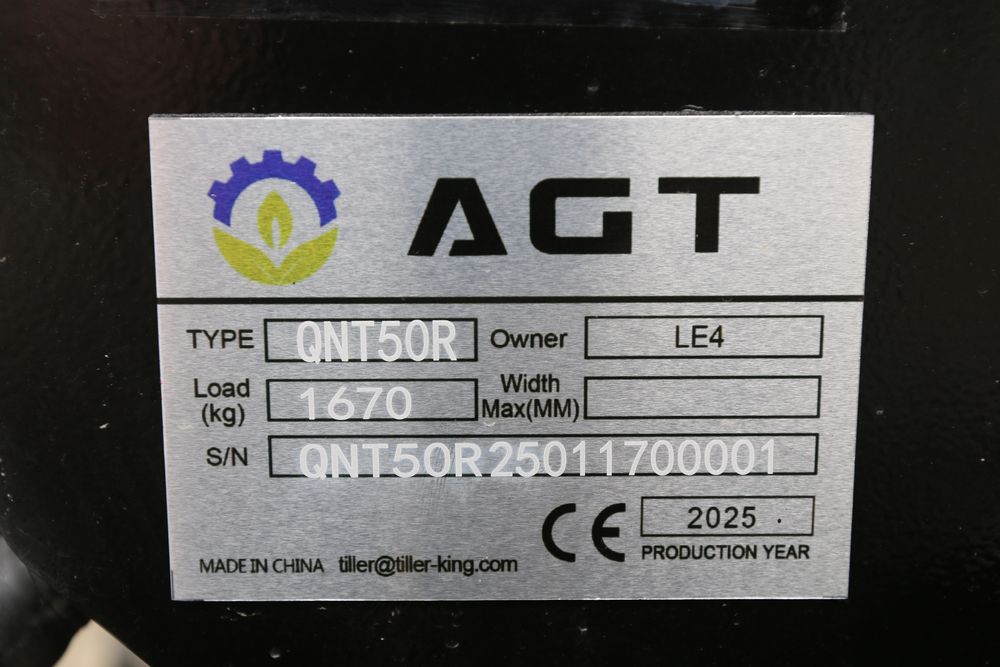 AGT
TYPE QNT50R Owner LE4
Load (kg) 1670 Width Max(MM)
S/N QNT50R25011700001
CE 2025
PRODUCTION YEAR
MADE IN CHINA tiller@tiller-king.com